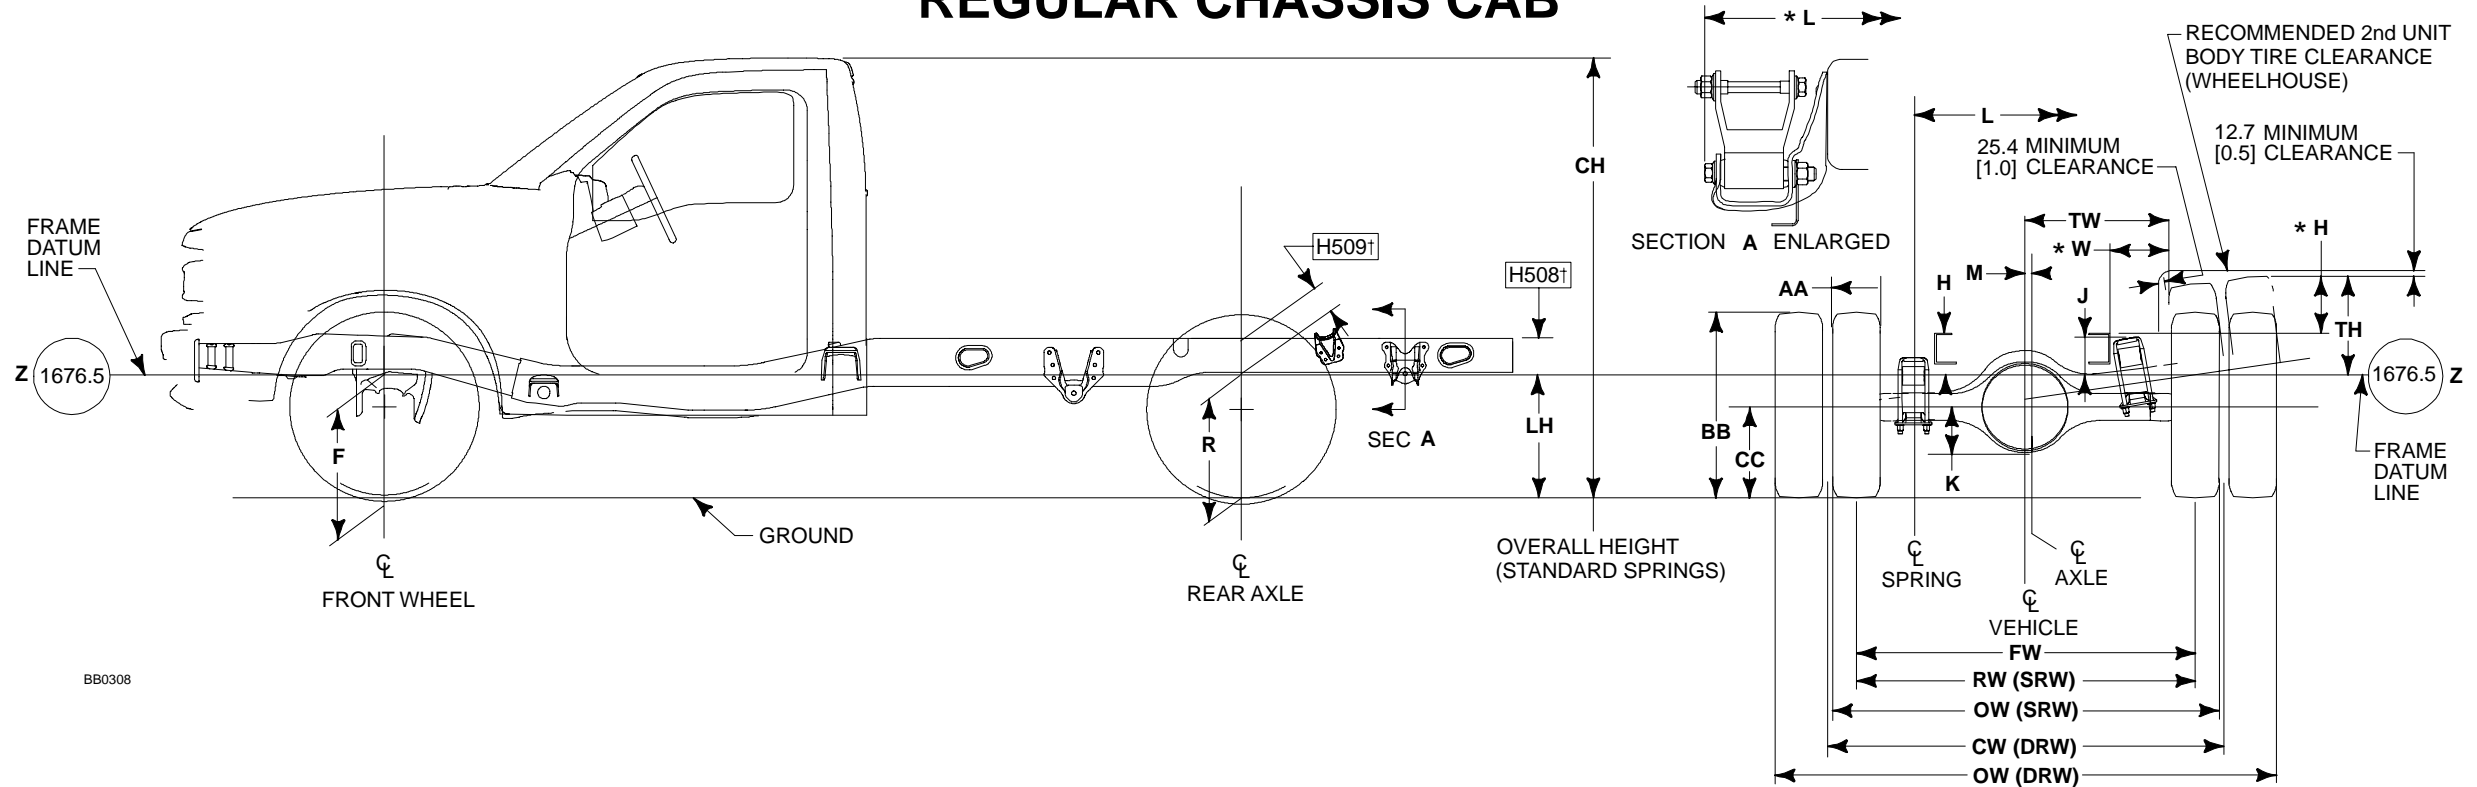 REGULAR CHASSIS CAB
FRAME
DATUM
LINE
Z 1676.5
F
GROUND
℄
FRONT WHEEL
BB0308
H509†
H508†
R
SEC A
LH
℄
REAR AXLE
CH
OVERALL HEIGHT
(STANDARD SPRINGS)
* L
SECTION A ENLARGED
L
RECOMMENDED 2nd UNIT
BODY TIRE CLEARANCE
(WHEELHOUSE)
25.4 MINIMUM
[1.0] CLEARANCE
12.7 MINIMUM
[0.5] CLEARANCE
TW
* W
* H
M
H
J
AA
TH
1676.5 Z
BB
CC
K
FRAME
DATUM
LINE
℄
SPRING
℄
AXLE
℄
VEHICLE
FW
RW (SRW)
OW (SRW)
CW (DRW)
OW (DRW)